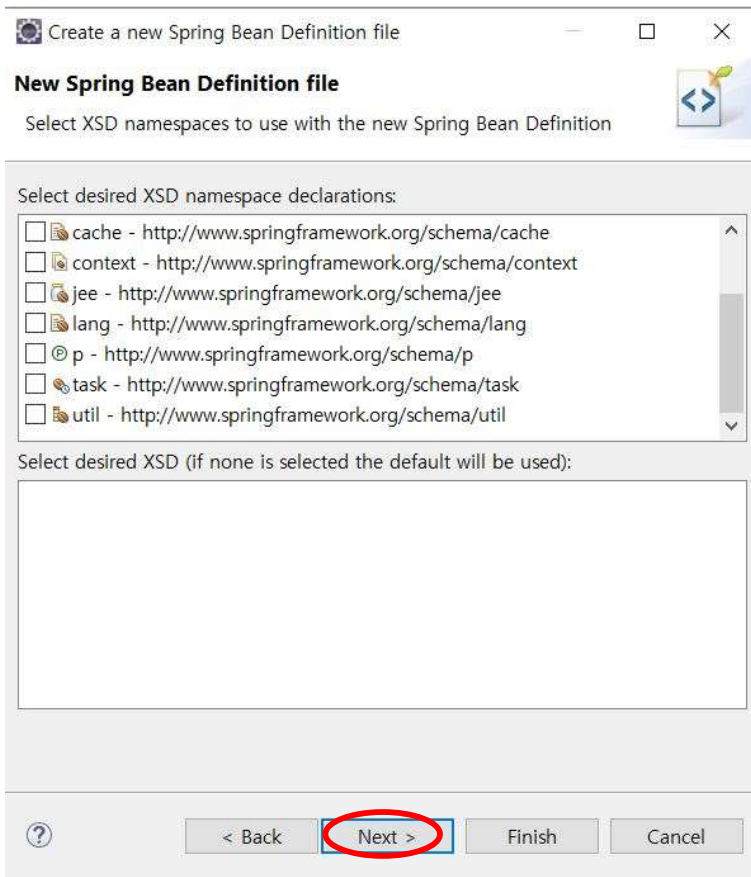 Create a new Spring Bean Definition file
New Spring Bean Definition file
Select XSD namespaces to use with the new Spring Bean Definition
Select desired XSD namespace declarations:
cache - http://www.springframework.org/schema/cache
context - http://www.springframework.org/schema/context
jee - http://www.springframework.org/schema/jee
lang - http://www.springframework.org/schema/lang
p - http://www.springframework.org/schema/p
task - http://www.springframework.org/schema/task
util - http://www.springframework.org/schema/util
Select desired XSD (if none is selected the default will be used):
< Back Next > Finish Cancel